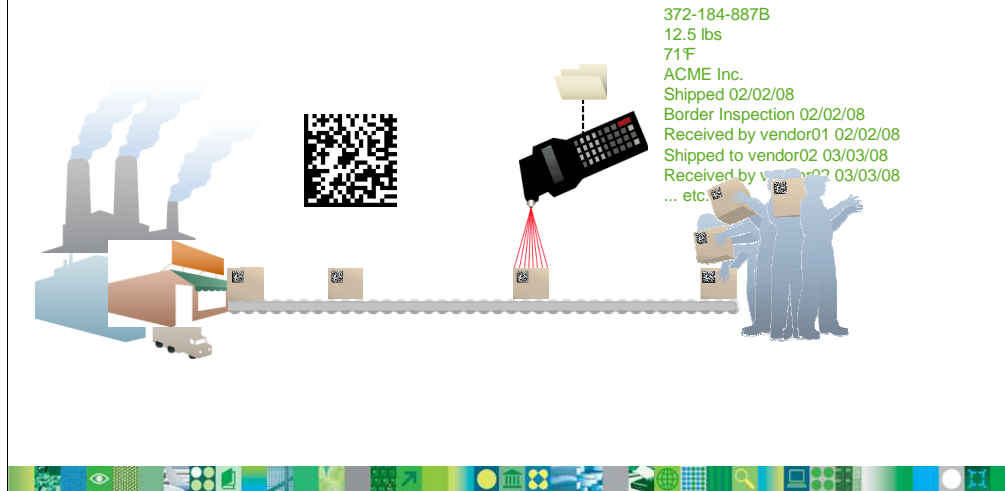 372-184-887B
12.5 lbs
71°F
ACME Inc.
Shipped 02/02/08
Border Inspection 02/02/08
Received by vendor01 02/02/08
Shipped to vendor02 03/03/08
Received by vendor02 03/03/08
... etc.